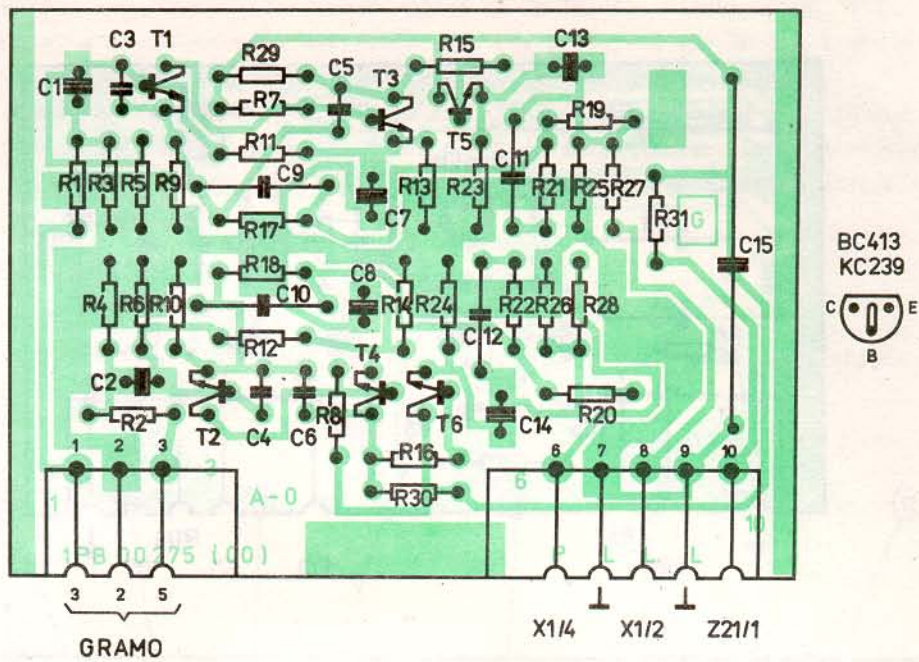 C3 T1 R29 R15 C13
C1 C5 T3
R7 R19
T5
R11 C11
R1 R3 R5 R9 C9 R13 R23 R21 R25 R27
C7
R17 R31 G
C15
BC413
KC239
R18 C8
R4 R6 R10 C10 R14 R24 R22 R26 R28
C12
C E
R12 T4
B
C2
R2 T2 C4 C6 R8 T6 C14 R20
1 2 3 R16 6 7 8 9 10
2 6
1 A-0 R30 10
1PB 00275 (00) P L L L
3 2 5
X1/4 ⊥ X1/2 ⊥ Z21/1
GRAMO